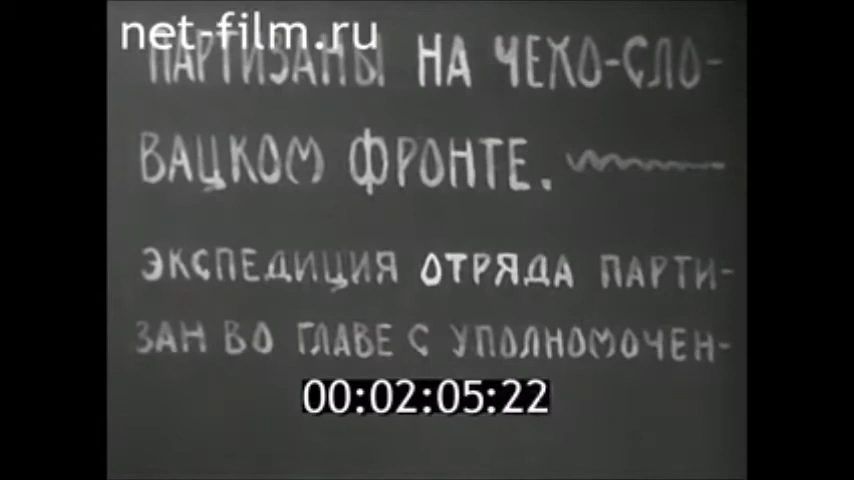 net-film.ru
ПАРТИЗАНЫ НА ЧЕХО-СЛО-
ВАЦКОМ ФРОНТЕ.
ЭКСПЕДИЦИЯ ОТРЯДА ПАРТИ-
ЗАН ВО ГЛАВЕ С УПОЛНОМОЧЕН-
00:02:05:22